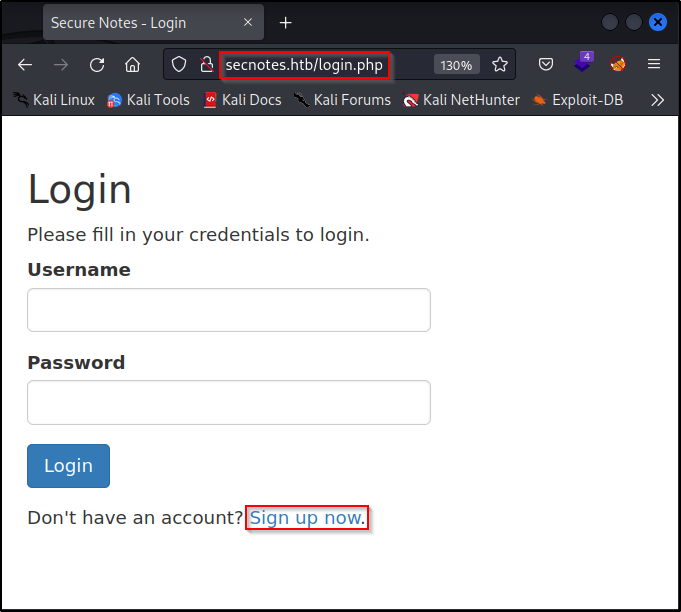 Secure Notes - Login
secnotes.htb/login.php
130%
4
Kali Linux Kali Tools Kali Docs Kali Forums Kali NetHunter Exploit-DB
Login
Please fill in your credentials to login.
Username
Password
Login
Don't have an account? Sign up now.